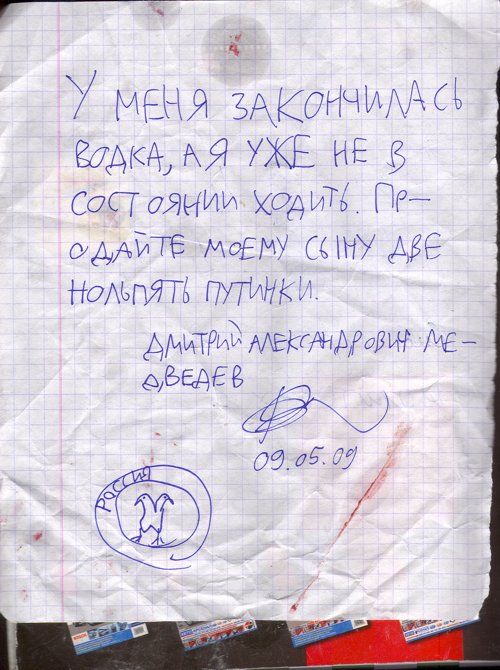 У МЕНЯ ЗАКОНЧИЛАСЬ
ВОДКА, А Я УЖЕ НЕ В
СОСТОЯНИИ ХОДИТЬ. ПР-
ОДАЙТЕ МОЕМУ СЫНУ ДВЕ
НОЛЬПЯТЬ ПУТИНКИ.
ДМИТРИЙ АЛЕКСАНДРОВИЧ МЕ-
ДВЕДЕВ
09.05.09
РОССИЯ